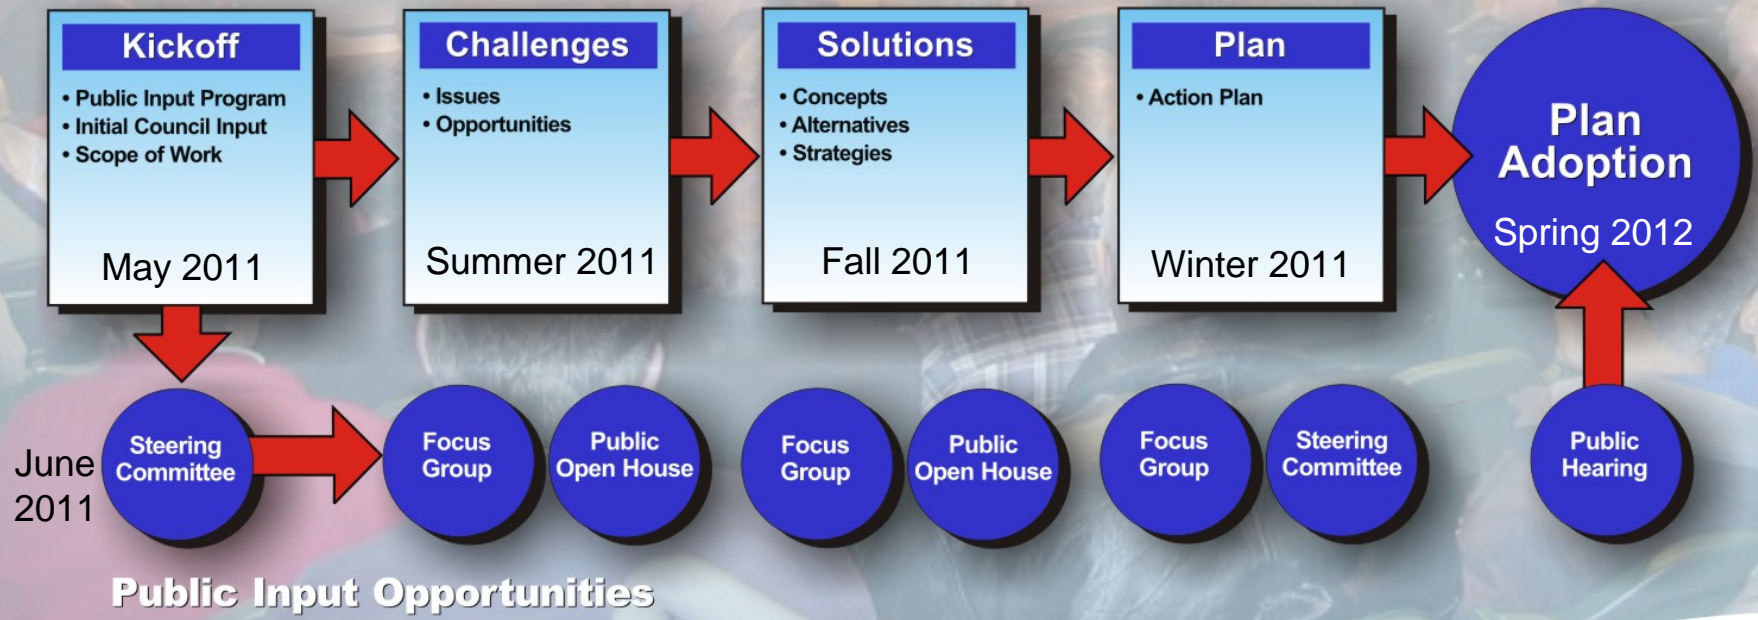 Kickoff
• Public Input Program
• Initial Council Input
• Scope of Work
May 2011
Challenges
• Issues
• Opportunities
Summer 2011
Solutions
• Concepts
• Alternatives
• Strategies
Fall 2011
Plan
• Action Plan
Winter 2011
Plan
Adoption
Spring 2012
June
2011
Steering
Committee
Focus
Group
Public
Open House
Focus
Group
Public
Open House
Focus
Group
Steering
Committee
Public
Hearing
Public Input Opportunities